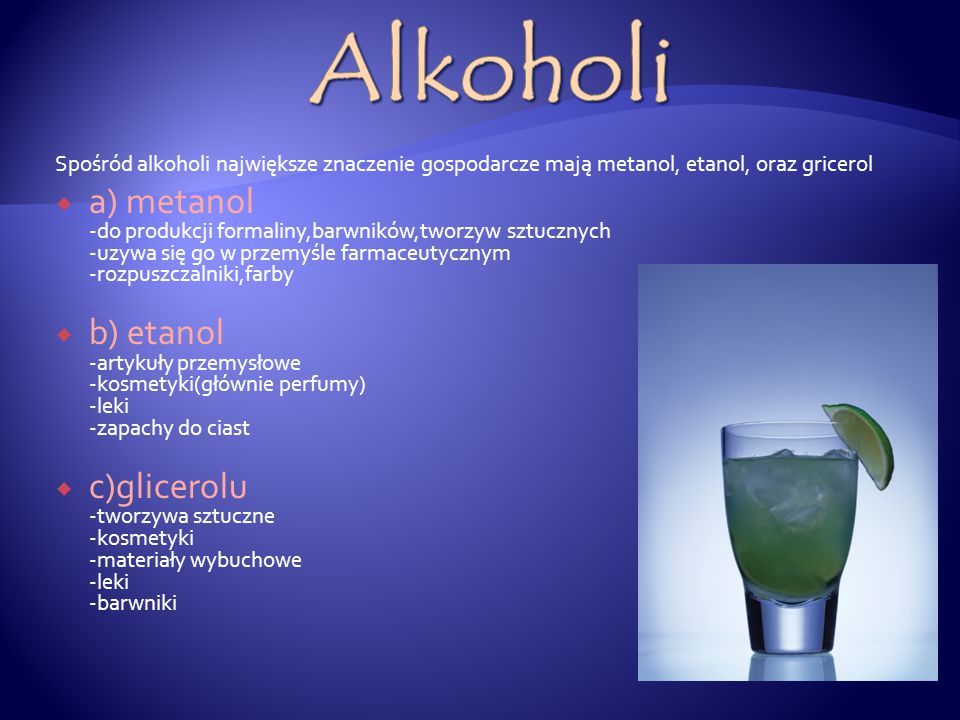 Alkoholi
Spośród alkoholi największe znaczenie gospodarcze mają metanol, etanol, oraz gricerol
a) metanol
-do produkcji formaliny,barwników,tworzyw sztucznych
-uzywa się go w przemyśle farmaceutycznym
-rozpuszczalniki,farby
b) etanol
-artykuły przemysłowe
-kosmetyki(głównie perfumy)
-leki
-zapachy do ciast
c)glicerolu
-tworzywa sztuczne
-kosmetyki
-materiały wybuchowe
-leki
-barwniki